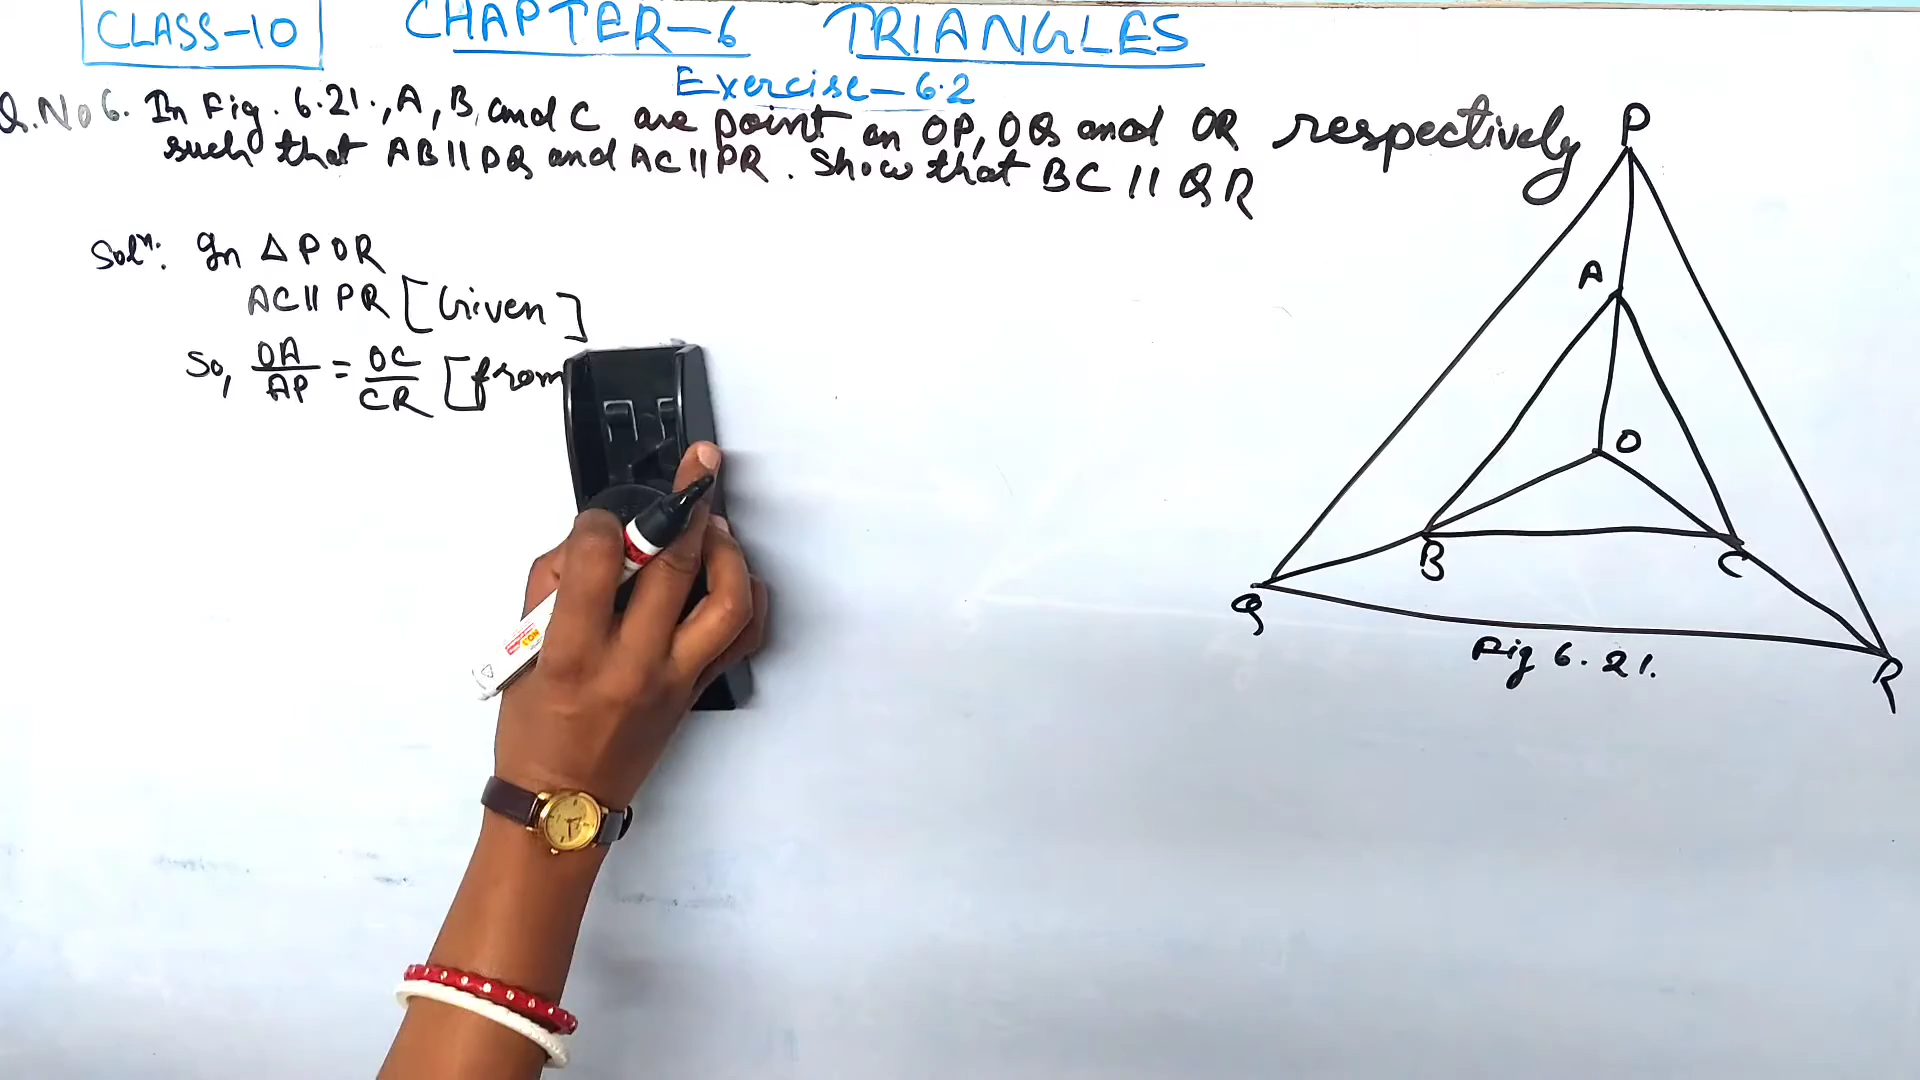 CLASS-10 CHAPTER-6 TRIANGLES
Exercise-6.2
Q.No 6. In Fig. 6.21., A, B, and C are point on OP, OQ and OR respectively
such that AB || PQ and AC || PR. Show that BC || QR
Solⁿ: In △POR
AC || PR [Given]
So, OA/AP = OC/CR [from
P
A
O
B
C
Q
Fig 6.21.
R
NO.1